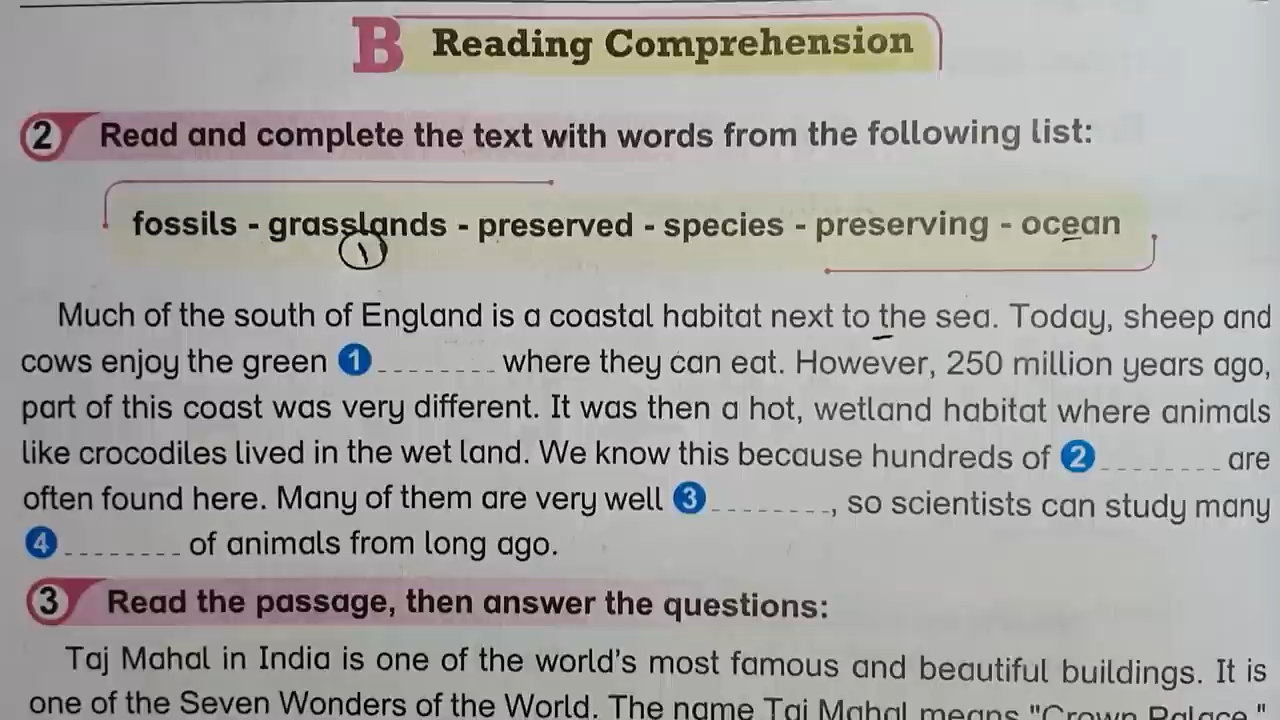 B Reading Comprehension
2 Read and complete the text with words from the following list:
fossils - grasslands - preserved - species - preserving - ocean
1
Much of the south of England is a coastal habitat next to the sea. Today, sheep and
cows enjoy the green 1 ........ where they can eat. However, 250 million years ago,
part of this coast was very different. It was then a hot, wetland habitat where animals
like crocodiles lived in the wet land. We know this because hundreds of 2 ........ are
often found here. Many of them are very well 3 ........, so scientists can study many
4 ........ of animals from long ago.
3 Read the passage, then answer the questions:
Taj Mahal in India is one of the world's most famous and beautiful buildings. It is
one of the Seven Wonders of the World. The name Taj Mahal means "Crown Palace."